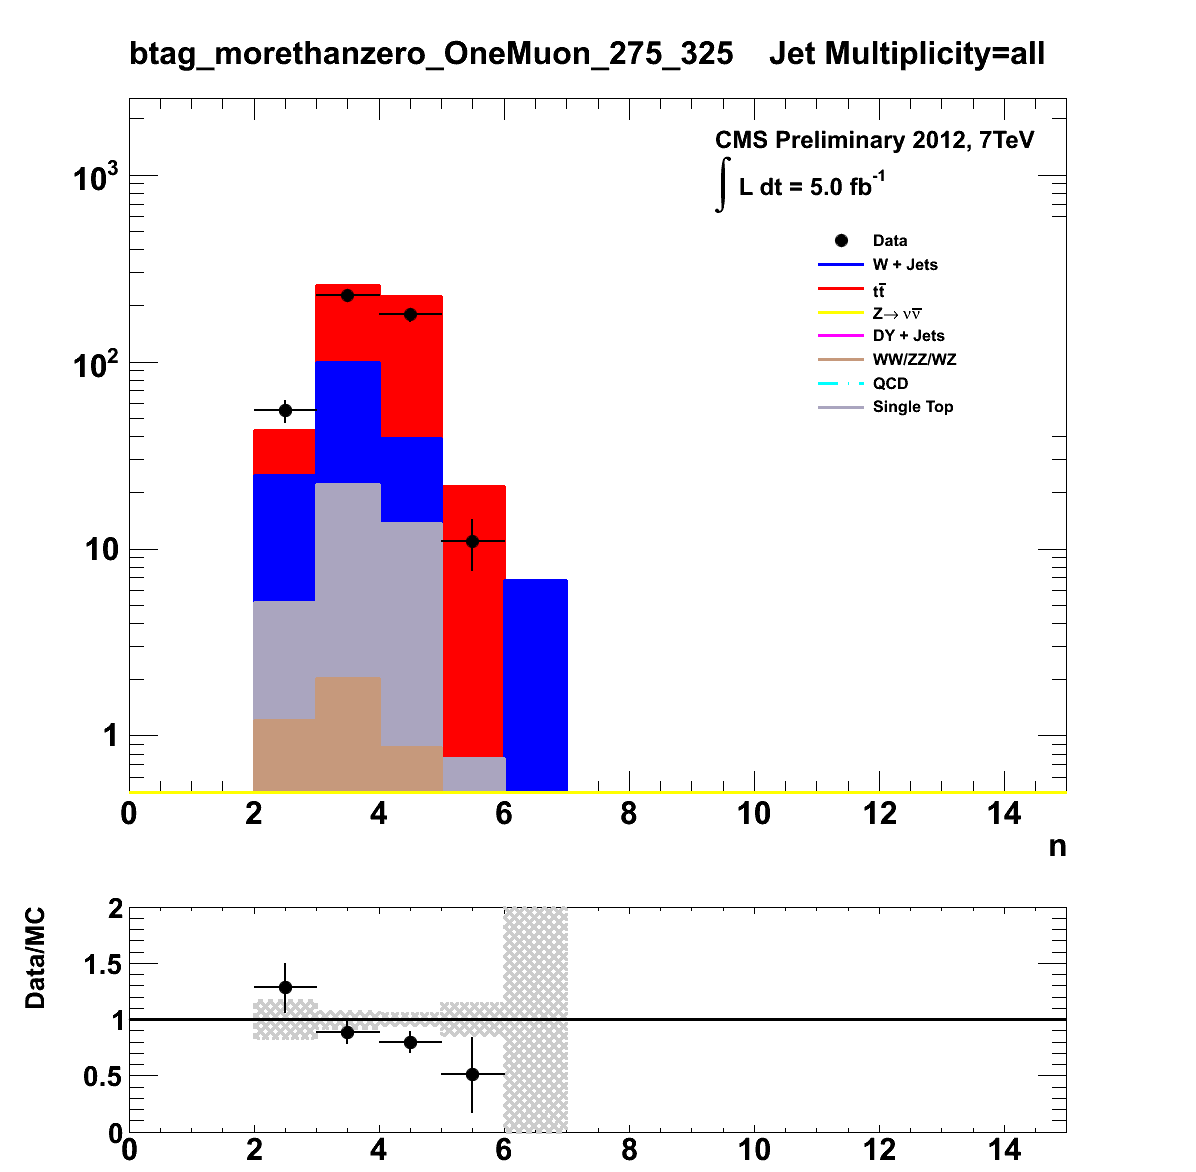 btag_morethanzero_OneMuon_275_325 Jet Multiplicity=all
CMS Preliminary 2012, 7TeV
∫ L dt = 5.0 fb⁻¹
Data
W + Jets
tt̅
Z→ νν̅
DY + Jets
WW/ZZ/WZ
QCD
Single Top
10³
10²
10
1
0 2 4 6 8 10 12 14
n
Data/MC
2
1.5
1
0.5
0
0 2 4 6 8 10 12 14